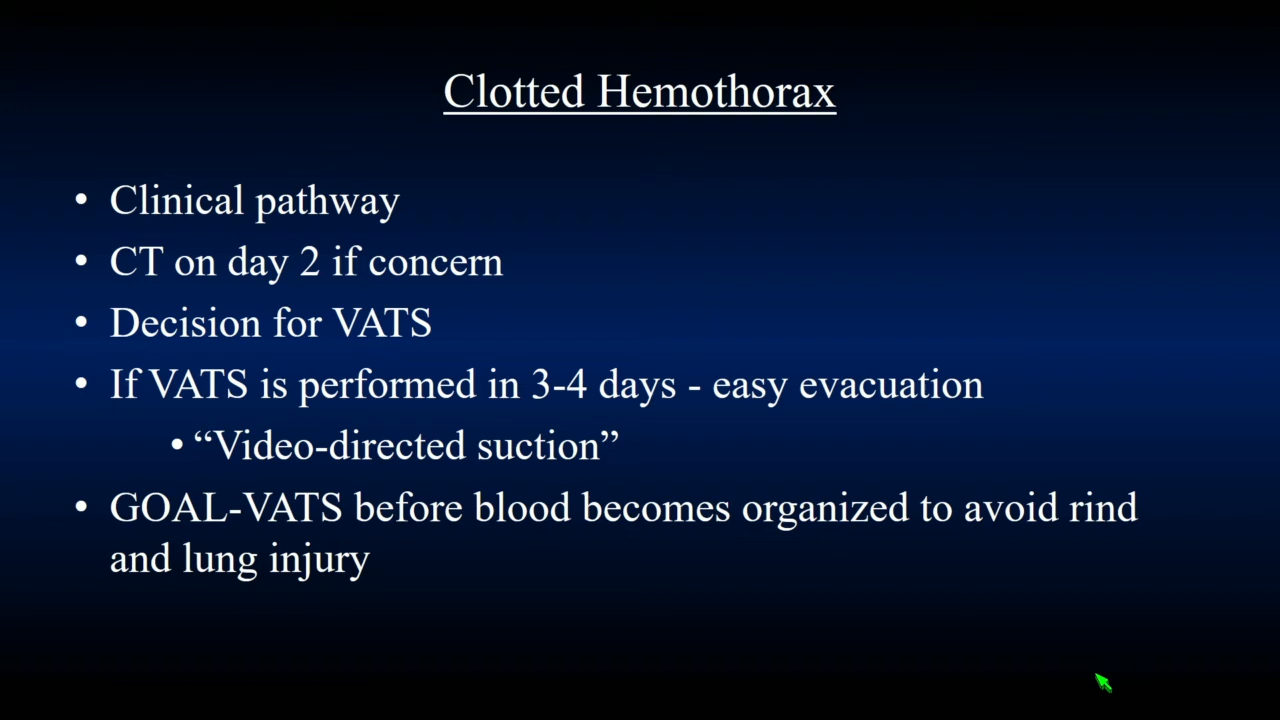 Clotted Hemothorax
• Clinical pathway
• CT on day 2 if concern
• Decision for VATS
• If VATS is performed in 3-4 days - easy evacuation
• “Video-directed suction”
• GOAL-VATS before blood becomes organized to avoid rind
and lung injury